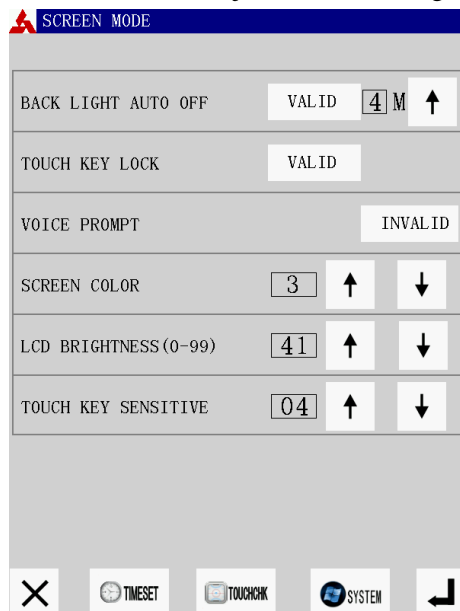 SCREEN MODE
BACK LIGHT AUTO OFF VALID 4 M
TOUCH KEY LOCK VALID
VOICE PROMPT INVALID
SCREEN COLOR 3
LCD BRIGHTNESS(0-99) 41
TOUCH KEY SENSITIVE 04
TIMESET TOUCHCHK SYSTEM